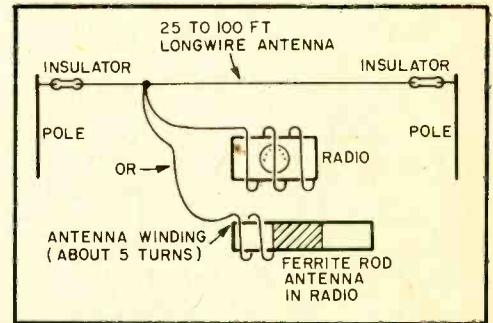 25 TO 100 FT
LONGWIRE ANTENNA
INSULATOR
INSULATOR
POLE
POLE
RADIO
OR
ANTENNA WINDING
(ABOUT 5 TURNS)
FERRITE ROD
ANTENNA
IN RADIO